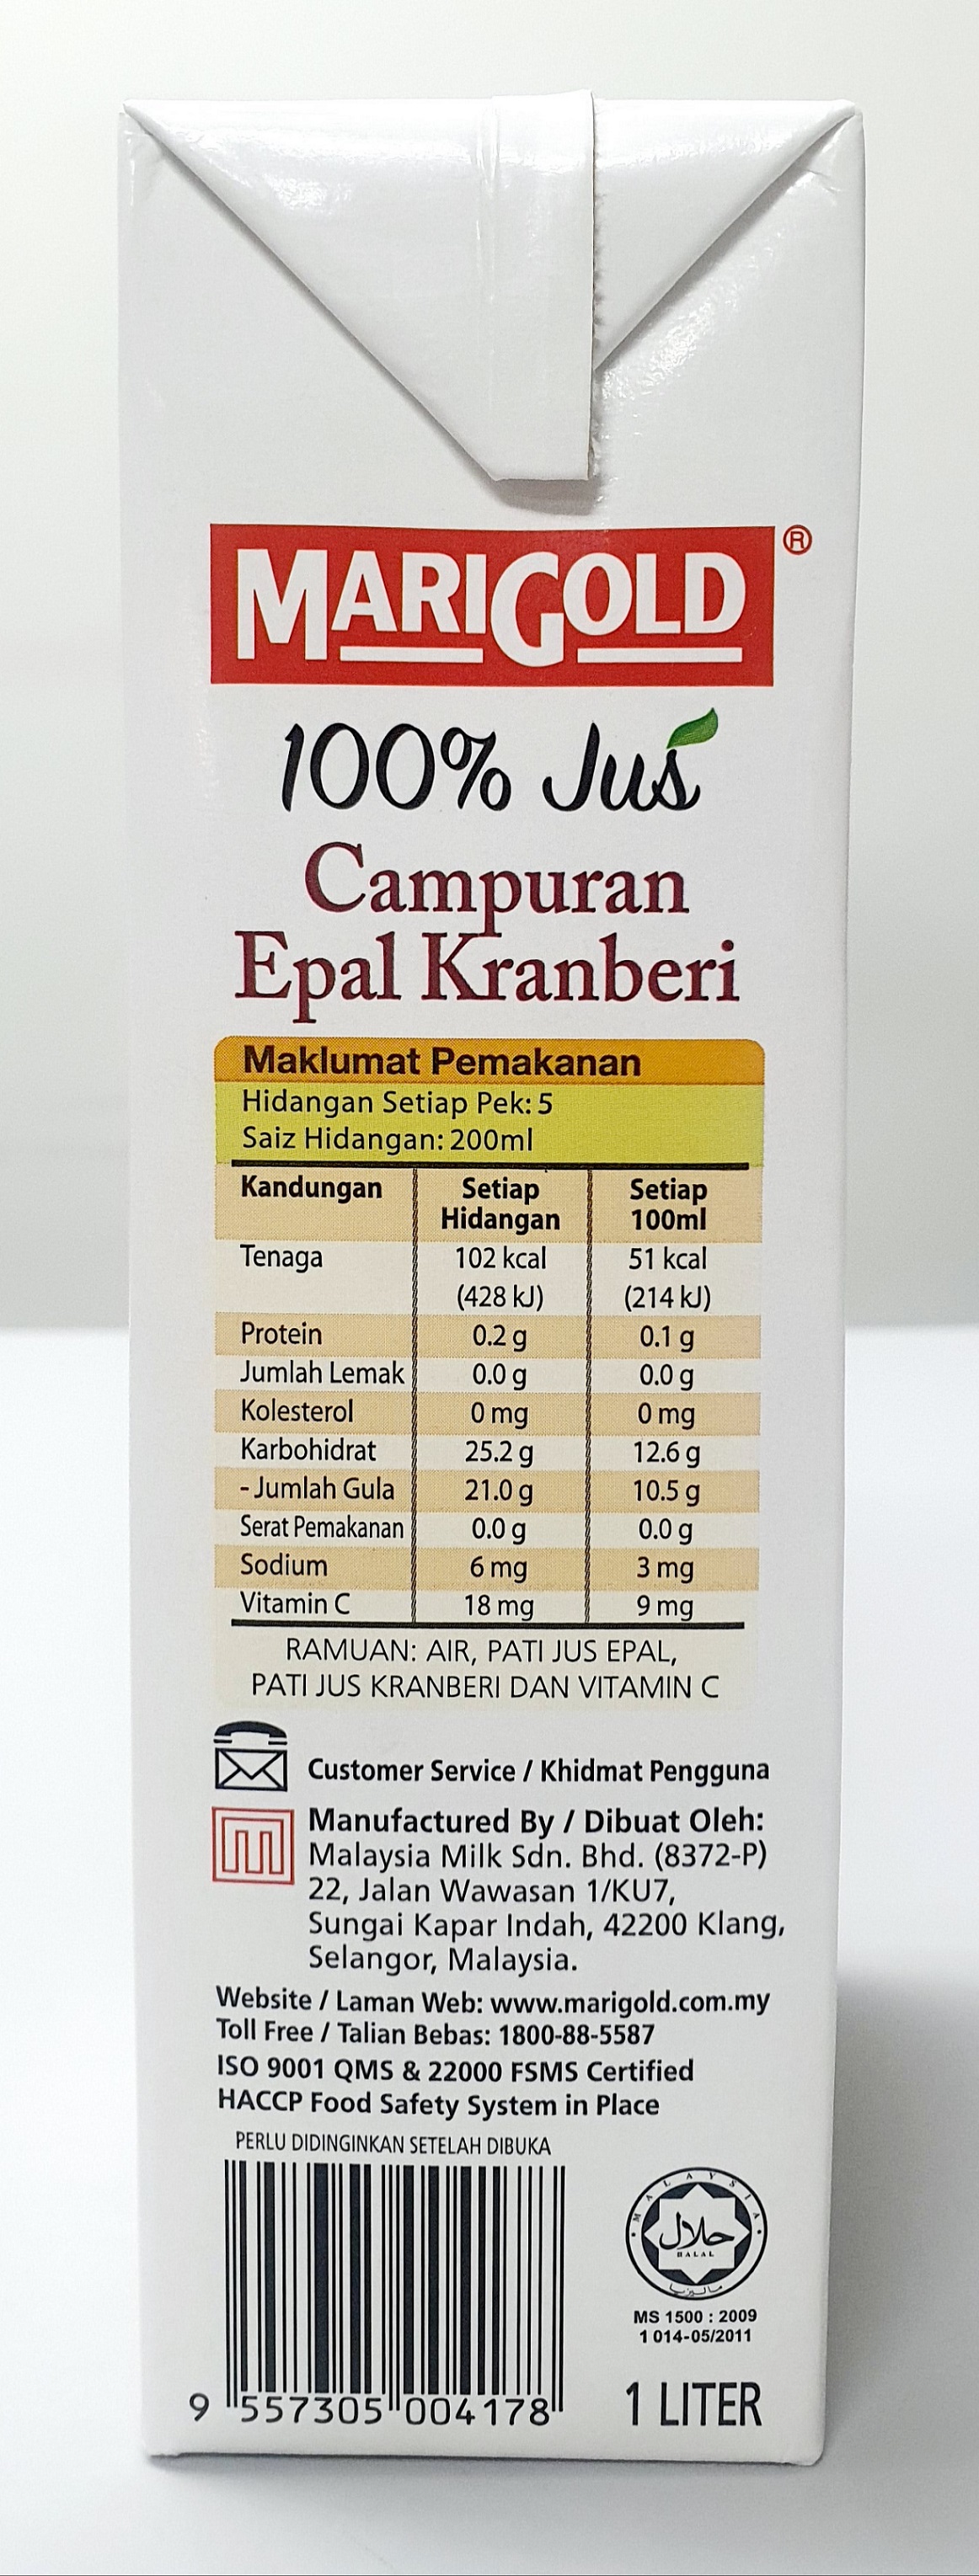 MARIGOLD ®
100% Jus
Campuran
Epal Kranberi
Maklumat Pemakanan
Hidangan Setiap Pek: 5
Saiz Hidangan: 200ml
Kandungan Setiap Hidangan Setiap 100ml
Tenaga 102 kcal 51 kcal
(428 kJ) (214 kJ)
Protein 0.2 g 0.1 g
Jumlah Lemak 0.0 g 0.0 g
Kolesterol 0 mg 0 mg
Karbohidrat 25.2 g 12.6 g
- Jumlah Gula 21.0 g 10.5 g
Serat Pemakanan 0.0 g 0.0 g
Sodium 6 mg 3 mg
Vitamin C 18 mg 9 mg
RAMUAN: AIR, PATI JUS EPAL,
PATI JUS KRANBERI DAN VITAMIN C
Customer Service / Khidmat Pengguna
Manufactured By / Dibuat Oleh:
Malaysia Milk Sdn. Bhd. (8372-P)
22, Jalan Wawasan 1/KU7,
Sungai Kapar Indah, 42200 Klang,
Selangor, Malaysia.
Website / Laman Web: www.marigold.com.my
Toll Free / Talian Bebas: 1800-88-5587
ISO 9001 QMS & 22000 FSMS Certified
HACCP Food Safety System in Place
PERLU DIDINGINKAN SETELAH DIBUKA
MALAYSIA
حلال
HALAL
ماليزيا
MS 1500 : 2009
1 014-05/2011
9 557305 004178
1 LITER